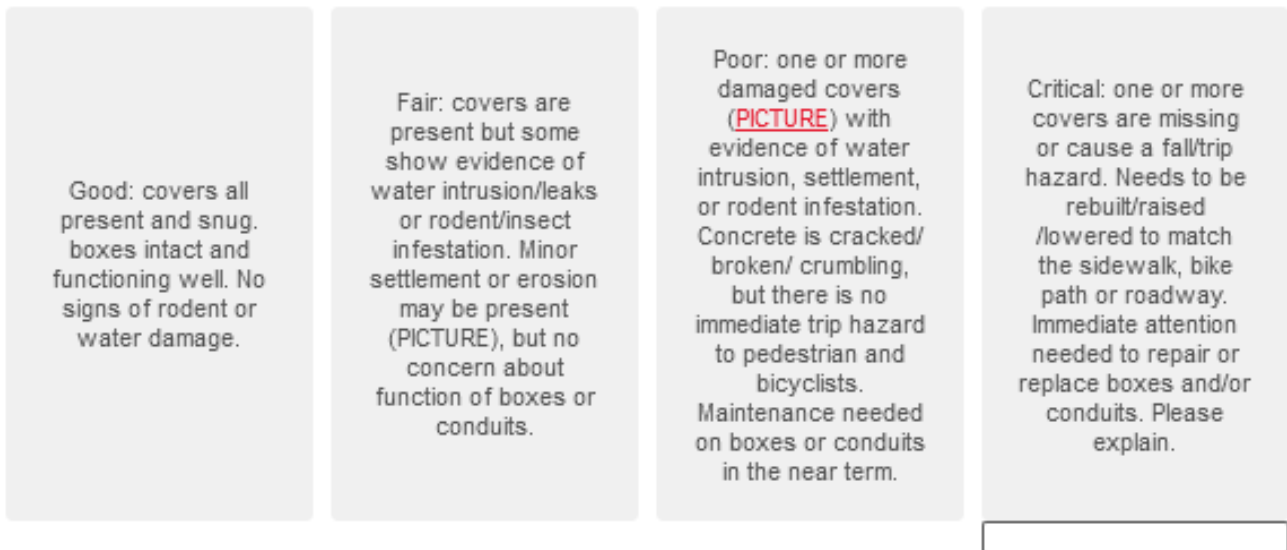 Good: covers all
present and snug.
boxes intact and
functioning well. No
signs of rodent or
water damage.
Fair: covers are
present but some
show evidence of
water intrusion/leaks
or rodent/insect
infestation. Minor
settlement or erosion
may be present
(PICTURE), but no
concern about
function of boxes or
conduits.
Poor: one or more
damaged covers
(PICTURE) with
evidence of water
intrusion, settlement,
or rodent infestation.
Concrete is cracked/
broken/ crumbling,
but there is no
immediate trip hazard
to pedestrian and
bicyclists.
Maintenance needed
on boxes or conduits
in the near term.
Critical: one or more
covers are missing
or cause a fall/trip
hazard. Needs to be
rebuilt/raised
/lowered to match
the sidewalk, bike
path or roadway.
Immediate attention
needed to repair or
replace boxes and/or
conduits. Please
explain.